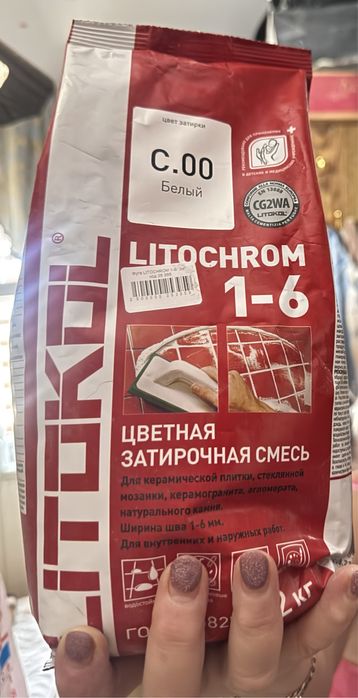 цвет затирки
C.00
Белый
CG2WA
LITOKOL
LITOKOL®
LITOCHROM
1-6
ЦВЕТНАЯ
ЗАТИРОЧНАЯ СМЕСЬ
Для керамической плитки, стеклянной
мозаики, керамогранита, агломерата,
натурального камня.
Ширина шва 1-6 мм.
Для внутренних и наружных работ.
2 кг